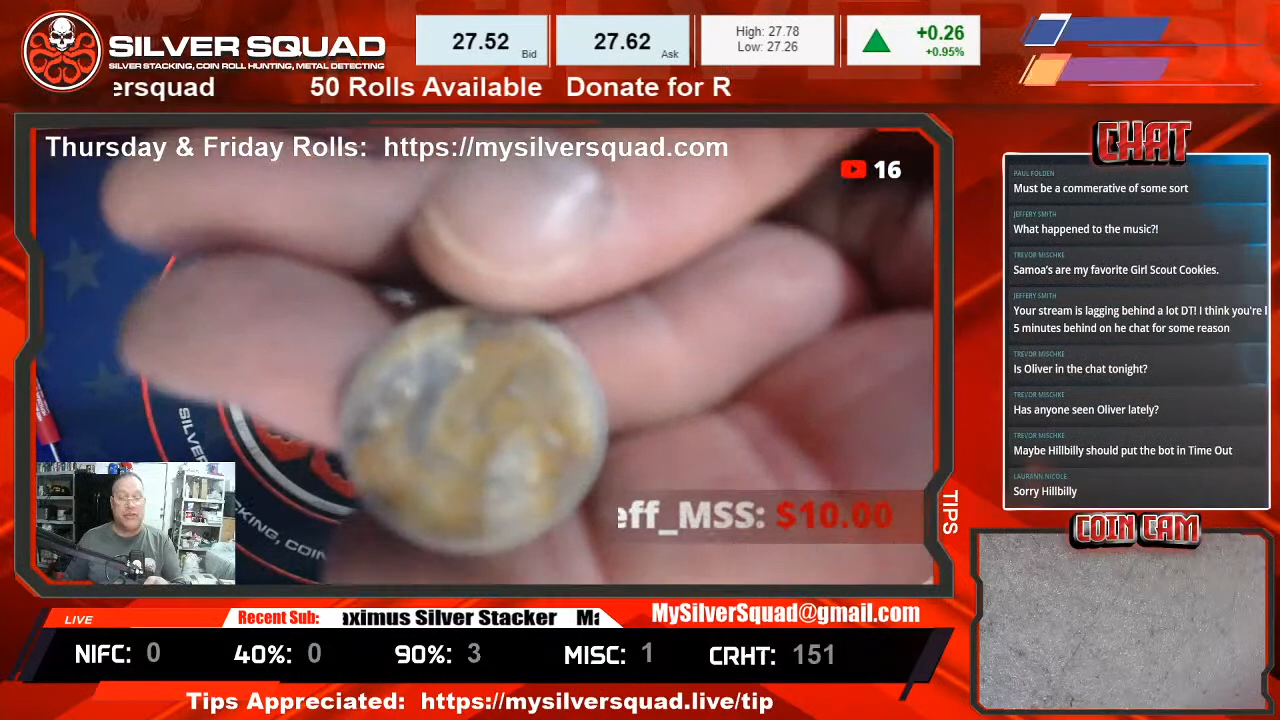 SILVER SQUAD
SILVER STACKING, COIN ROLL HUNTING, METAL DETECTING
27.52 Bid
27.62 Ask
High: 27.78
Low: 27.26
+0.26
+0.95%
ersquad 50 Rolls Available Donate for R
Thursday & Friday Rolls: https://mysilversquad.com
16
CHAT
PAUL FOLDEN
Must be a commerative of some sort
JEFFERY SMITH
What happened to the music?!
TREVOR MISCHKE
Samoa's are my favorite Girl Scout Cookies.
JEFFERY SMITH
Your stream is lagging behind a lot DT! I think you're l
5 minutes behind on he chat for some reason
TREVOR MISCHKE
Is Oliver in the chat tonight?
TREVOR MISCHKE
Has anyone seen Oliver lately?
TREVOR MISCHKE
Maybe Hillbilly should put the bot in Time Out
LAURANN NICOLE
Sorry Hillbilly
eff_MSS: $10.00
TIPS
COIN CAM
LIVE
Recent Sub: aximus Silver Stacker Ma
MySilverSquad@gmail.com
NIFC: 0 40%: 0 90%: 3 MISC: 1 CRHT: 151
Tips Appreciated: https://mysilversquad.live/tip